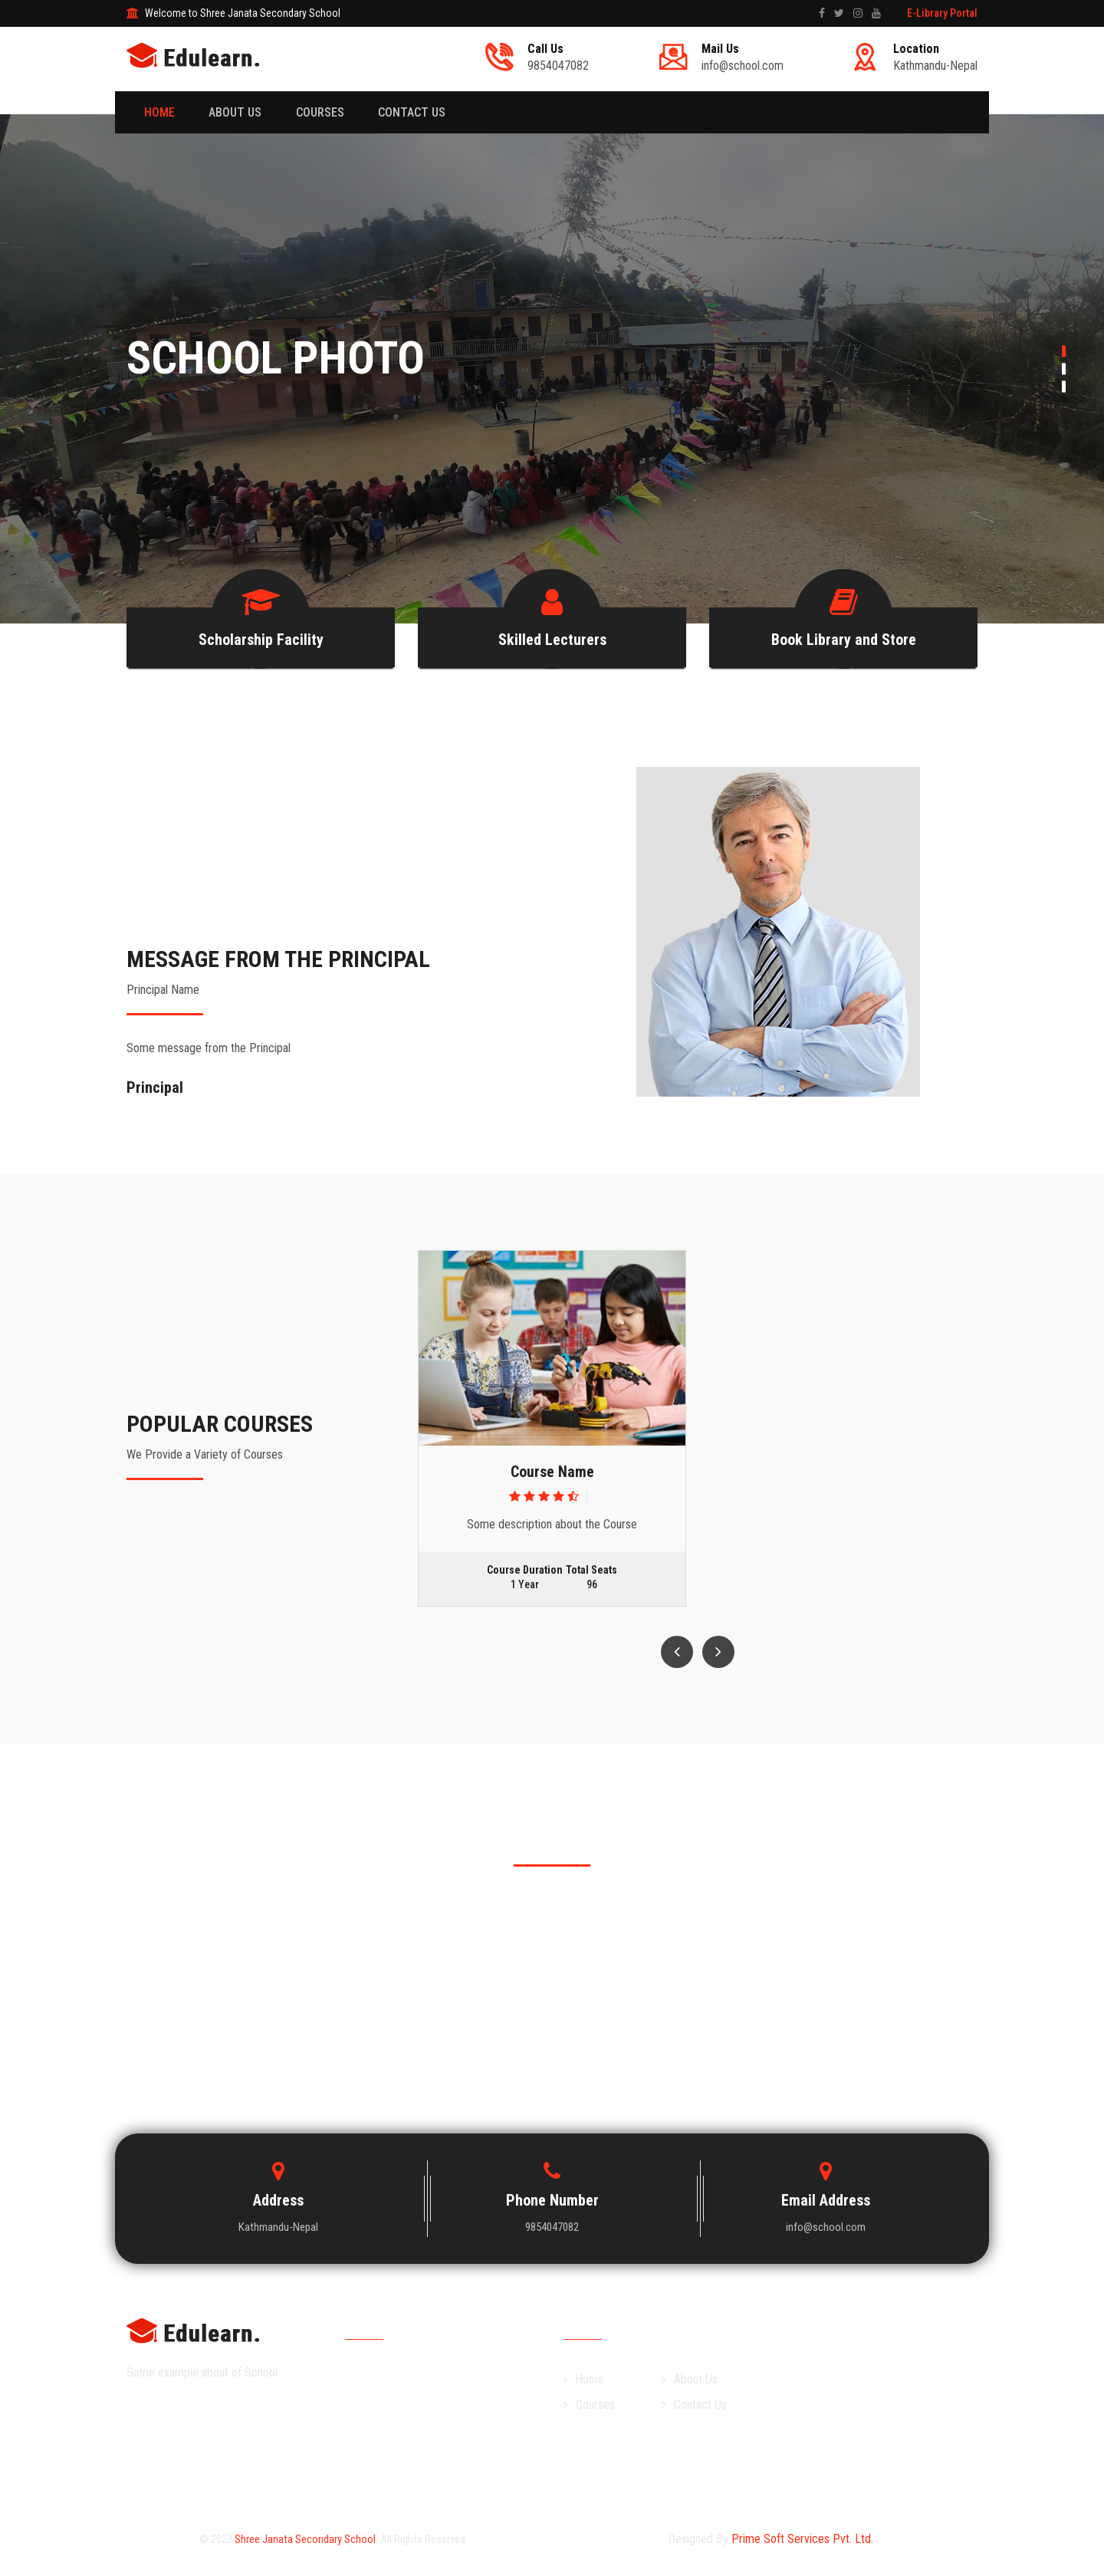 Welcome to Shree Janata Secondary School
E-Library Portal
Edulearn.
Call Us
9854047082
Mail Us
info@school.com
Location
Kathmandu-Nepal
HOME ABOUT US COURSES CONTACT US
SCHOOL PHOTO
Scholarship Facility
Skilled Lecturers
Book Library and Store
MESSAGE FROM THE PRINCIPAL
Principal Name
Some message from the Principal
Principal
POPULAR COURSES
We Provide a Variety of Courses
Course Name
Some description about the Course
Course Duration Total Seats
1 Year 96
Address
Kathmandu-Nepal
Phone Number
9854047082
Email Address
info@school.com
Edulearn.
Some example about of School
Home About Us
Courses Contact Us
© 2023 Shree Janata Secondary School. All Rights Reserved.
Designed By Prime Soft Services Pvt. Ltd.